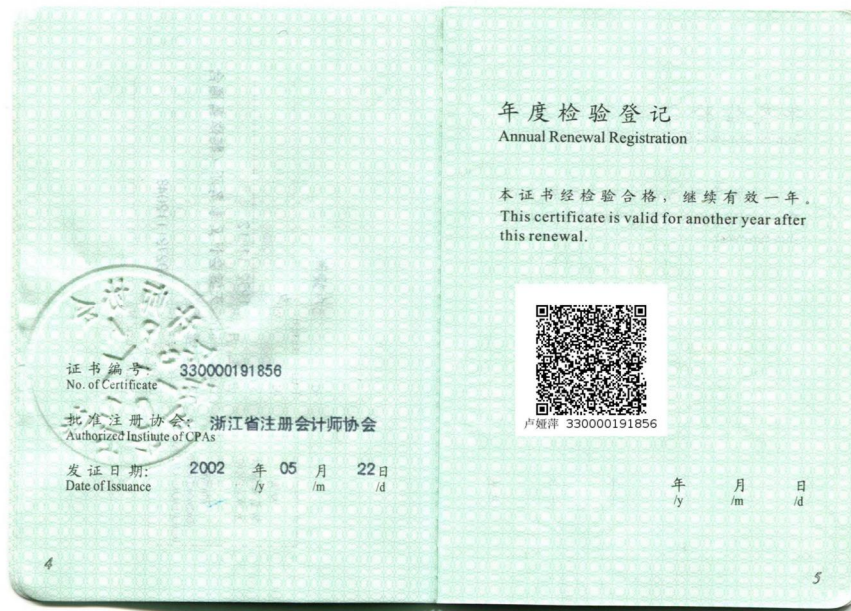 证书编号: 330000191856
No. of Certificate
批准注册协会: 浙江省注册会计师协会
Authorized Institute of CPAs
发证日期: 2002 年 05 月 22 日
Date of Issuance /y /m /d
4
年度检验登记
Annual Renewal Registration
本证书经检验合格，继续有效一年。
This certificate is valid for another year after
this renewal.
卢娅萍 330000191856
年 月 日
/y /m /d
5